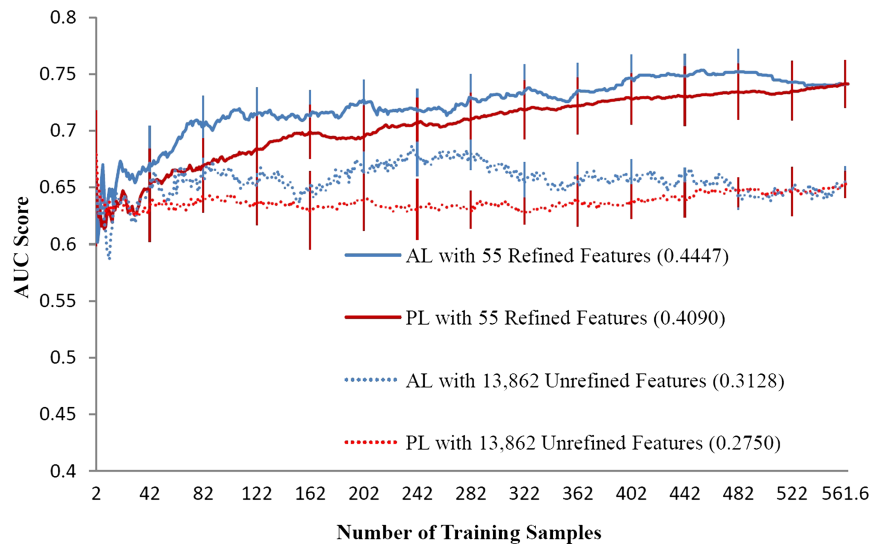 0.8
0.75
0.7
0.65
0.6
0.55
0.5
0.45
0.4
AUC Score
AL with 55 Refined Features (0.4447)
PL with 55 Refined Features (0.4090)
AL with 13,862 Unrefined Features (0.3128)
PL with 13,862 Unrefined Features (0.2750)
2 42 82 122 162 202 242 282 322 362 402 442 482 522 561.6
Number of Training Samples